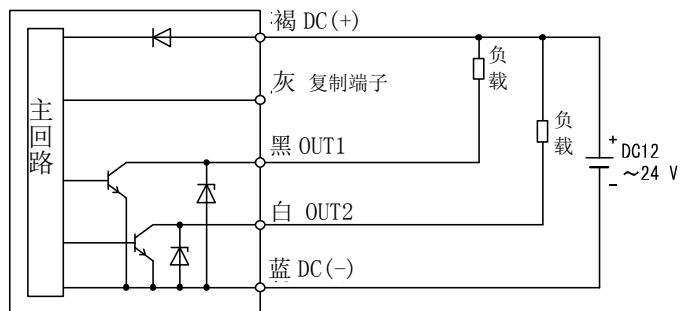 褐 DC(+)
负载
灰 复制端子
主回路
负载
黑 OUT1
+
DC12
～24 V
-
白 OUT2
蓝 DC(-)